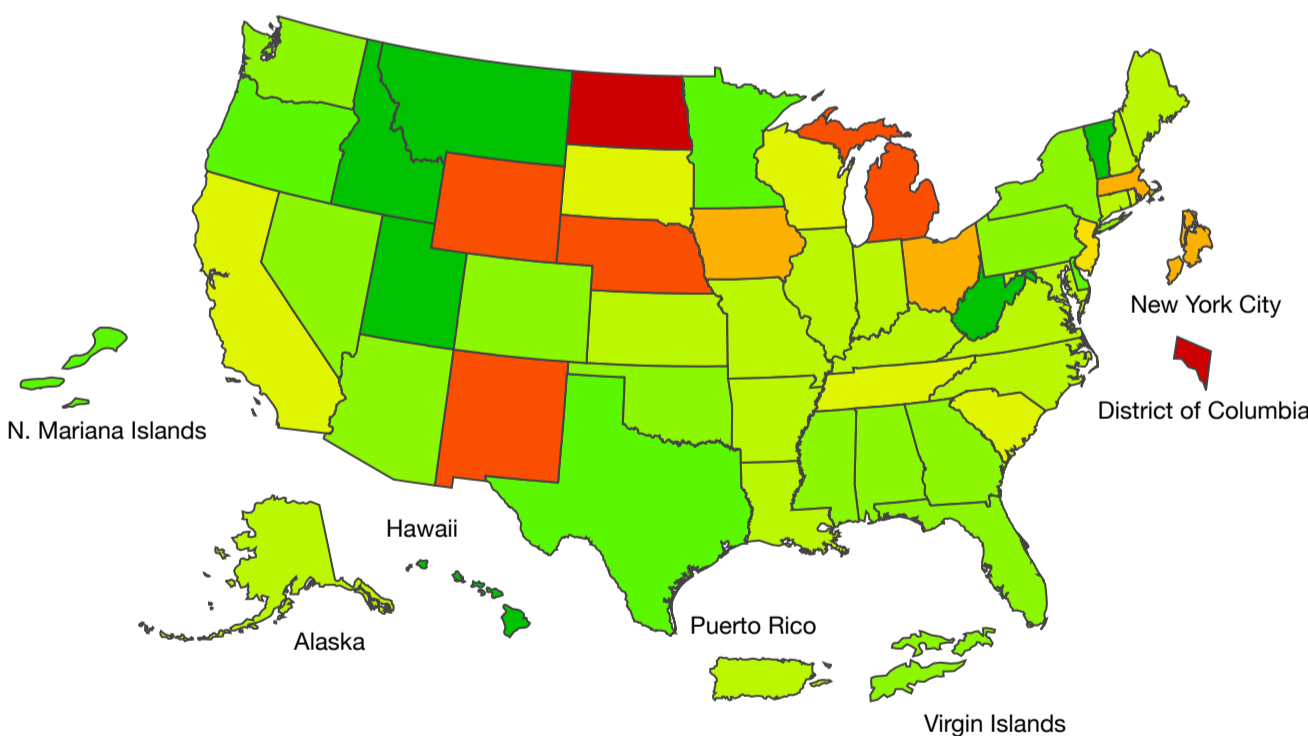 New York City
District of Columbia
N. Mariana Islands
Hawaii
Puerto Rico
Alaska
Virgin Islands